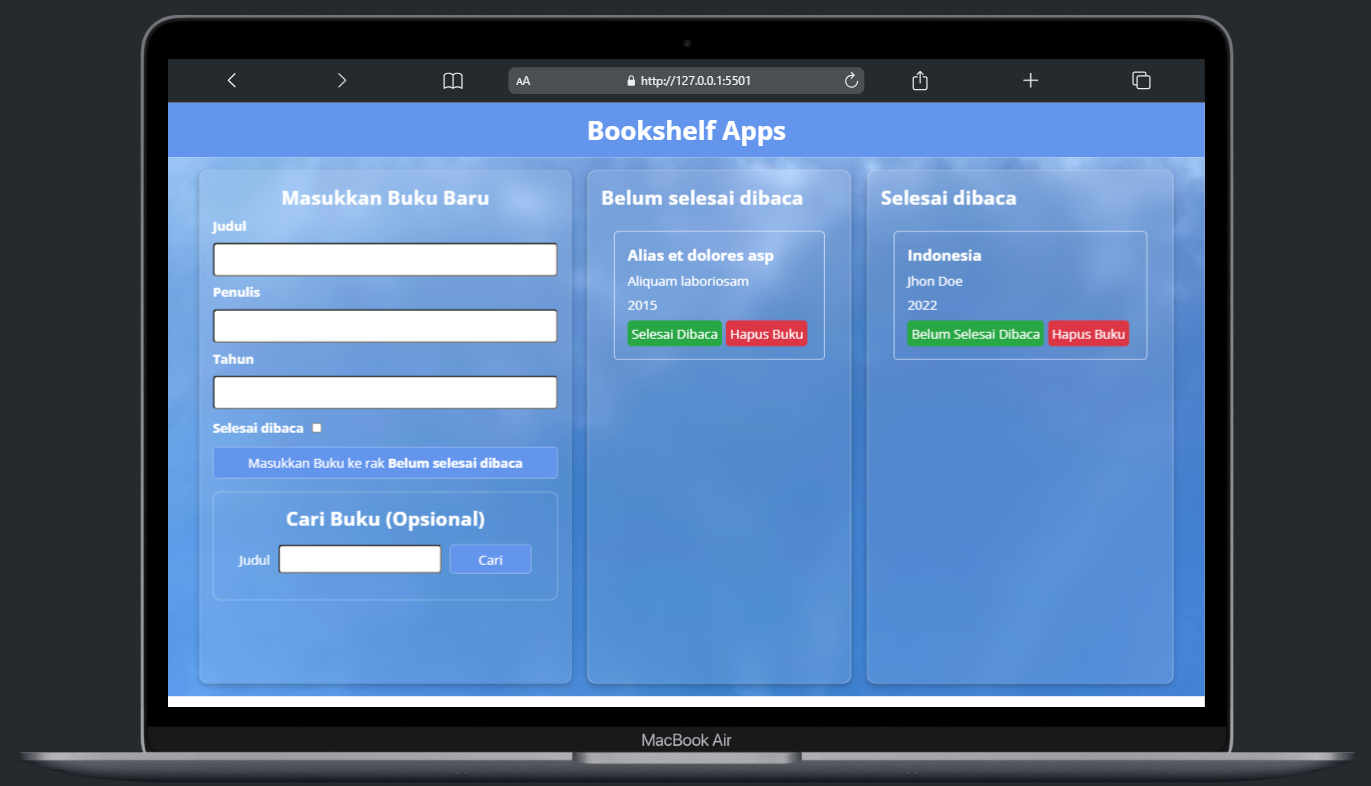 AA
http://127.0.0.1:5501
Bookshelf Apps
Masukkan Buku Baru
Judul
Penulis
Tahun
Selesai dibaca
Masukkan Buku ke rak Belum selesai dibaca
Cari Buku (Opsional)
Judul
Cari
Belum selesai dibaca
Alias et dolores asp
Aliquam laboriosam
2015
Selesai Dibaca
Hapus Buku
Selesai dibaca
Indonesia
Jhon Doe
2022
Belum Selesai Dibaca
Hapus Buku
MacBook Air